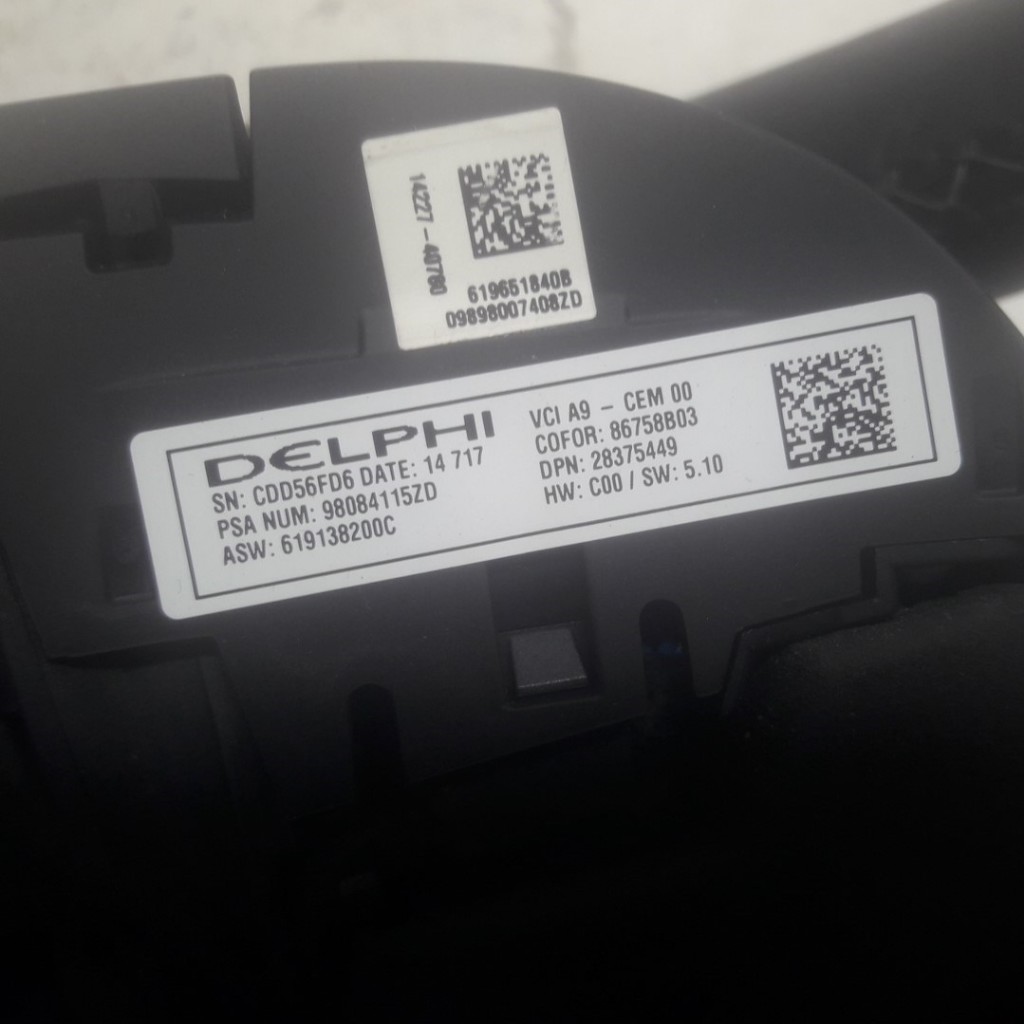 14227-40780
619651840B
09898007408ZD
DELPHI
SN: CDD56FD6 DATE: 14 717
PSA NUM: 98084115ZD
ASW: 619138200C
VCI A9 - CEM 00
COFOR: 86758B03
DPN: 28375449
HW: C00 / SW: 5.10